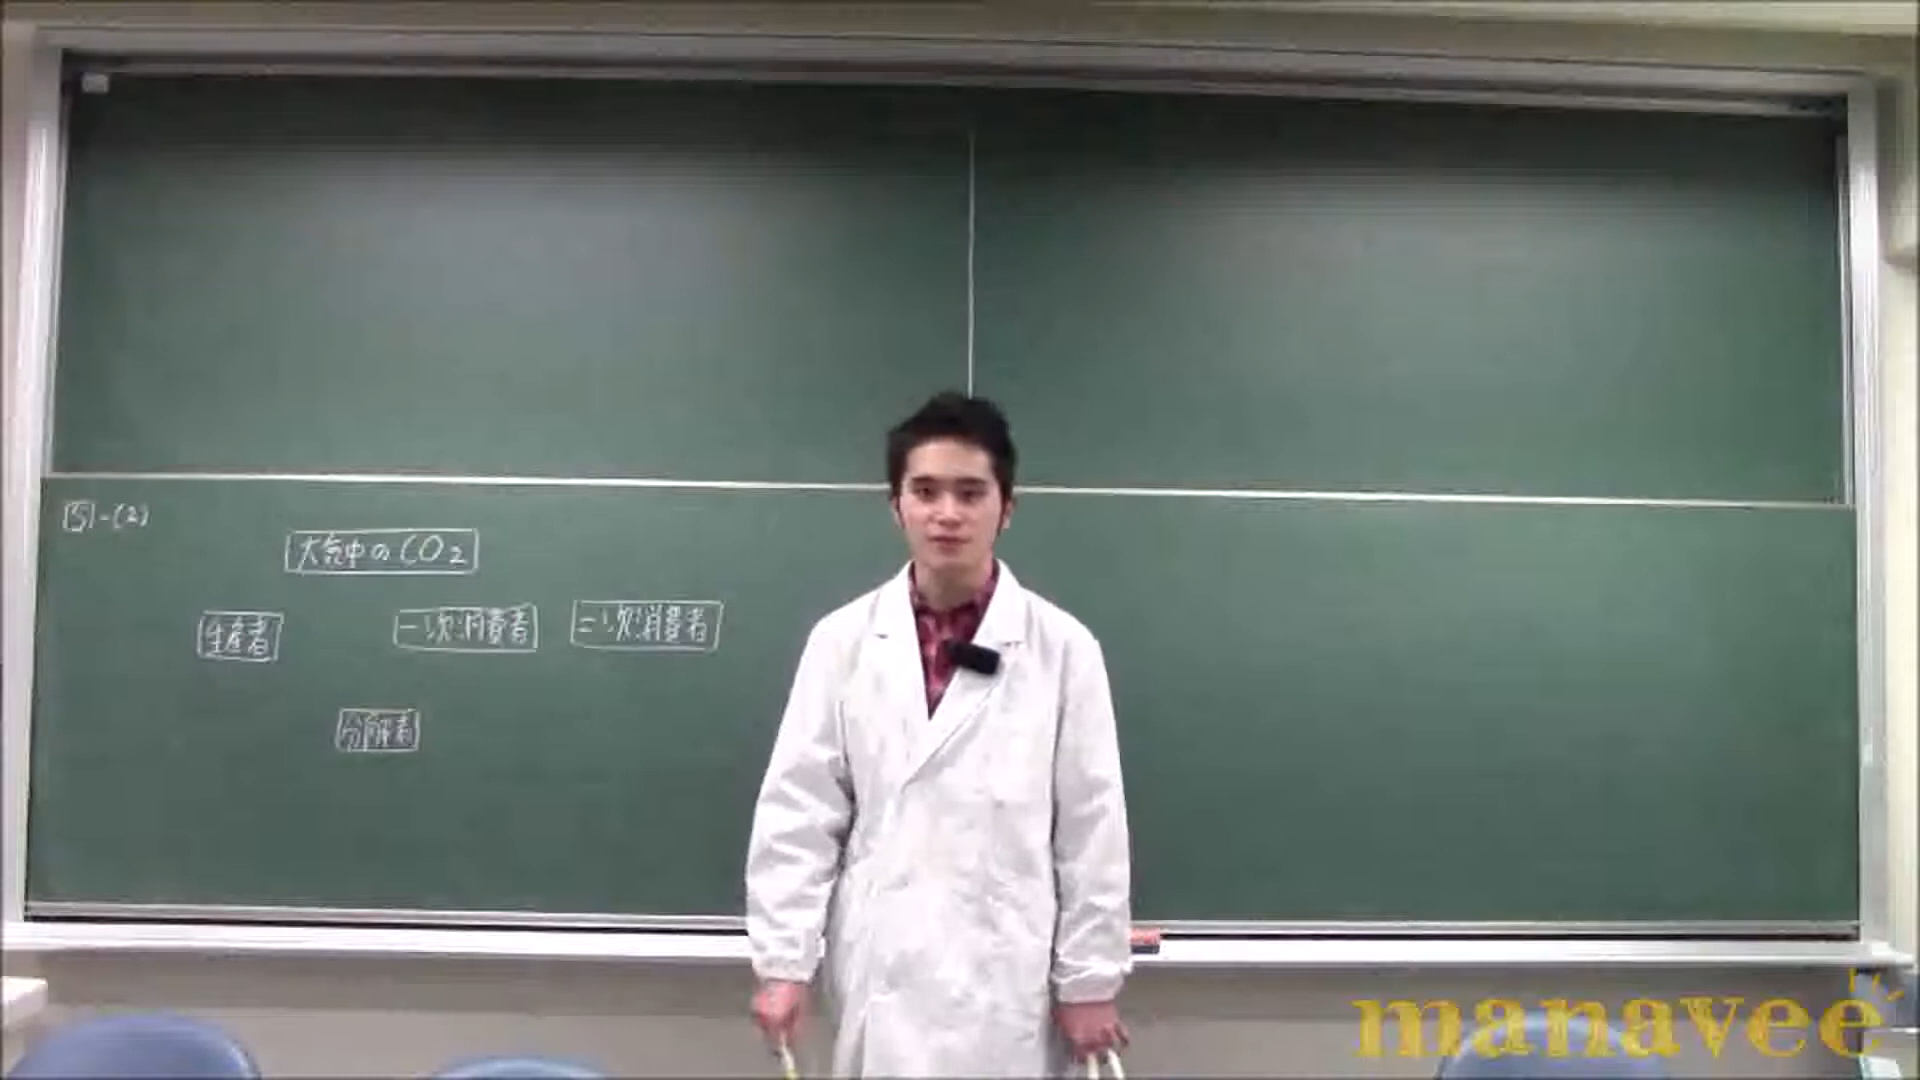 5-(2)
大気中のCO2
生産者 一次消費者 二次消費者
分解者
manavee